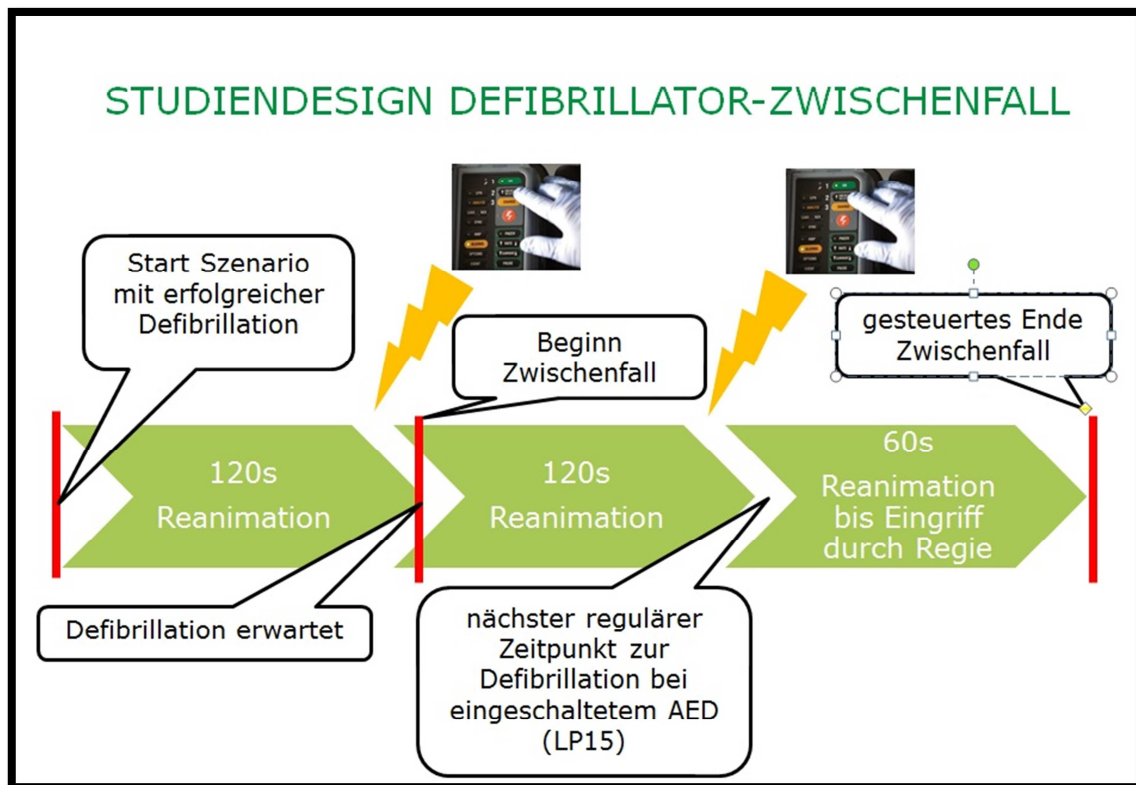 STUDIENDESIGN DEFIBRILLATOR-ZWISCHENFALL
Start Szenario
mit erfolgreicher
Defibrillation
Beginn
Zwischenfall
gesteuertes Ende
Zwischenfall
120s
Reanimation
120s
Reanimation
60s
Reanimation
bis Eingriff
durch Regie
Defibrillation erwartet
nächster regulärer
Zeitpunkt zur
Defibrillation bei
eingeschaltetem AED
(LP15)